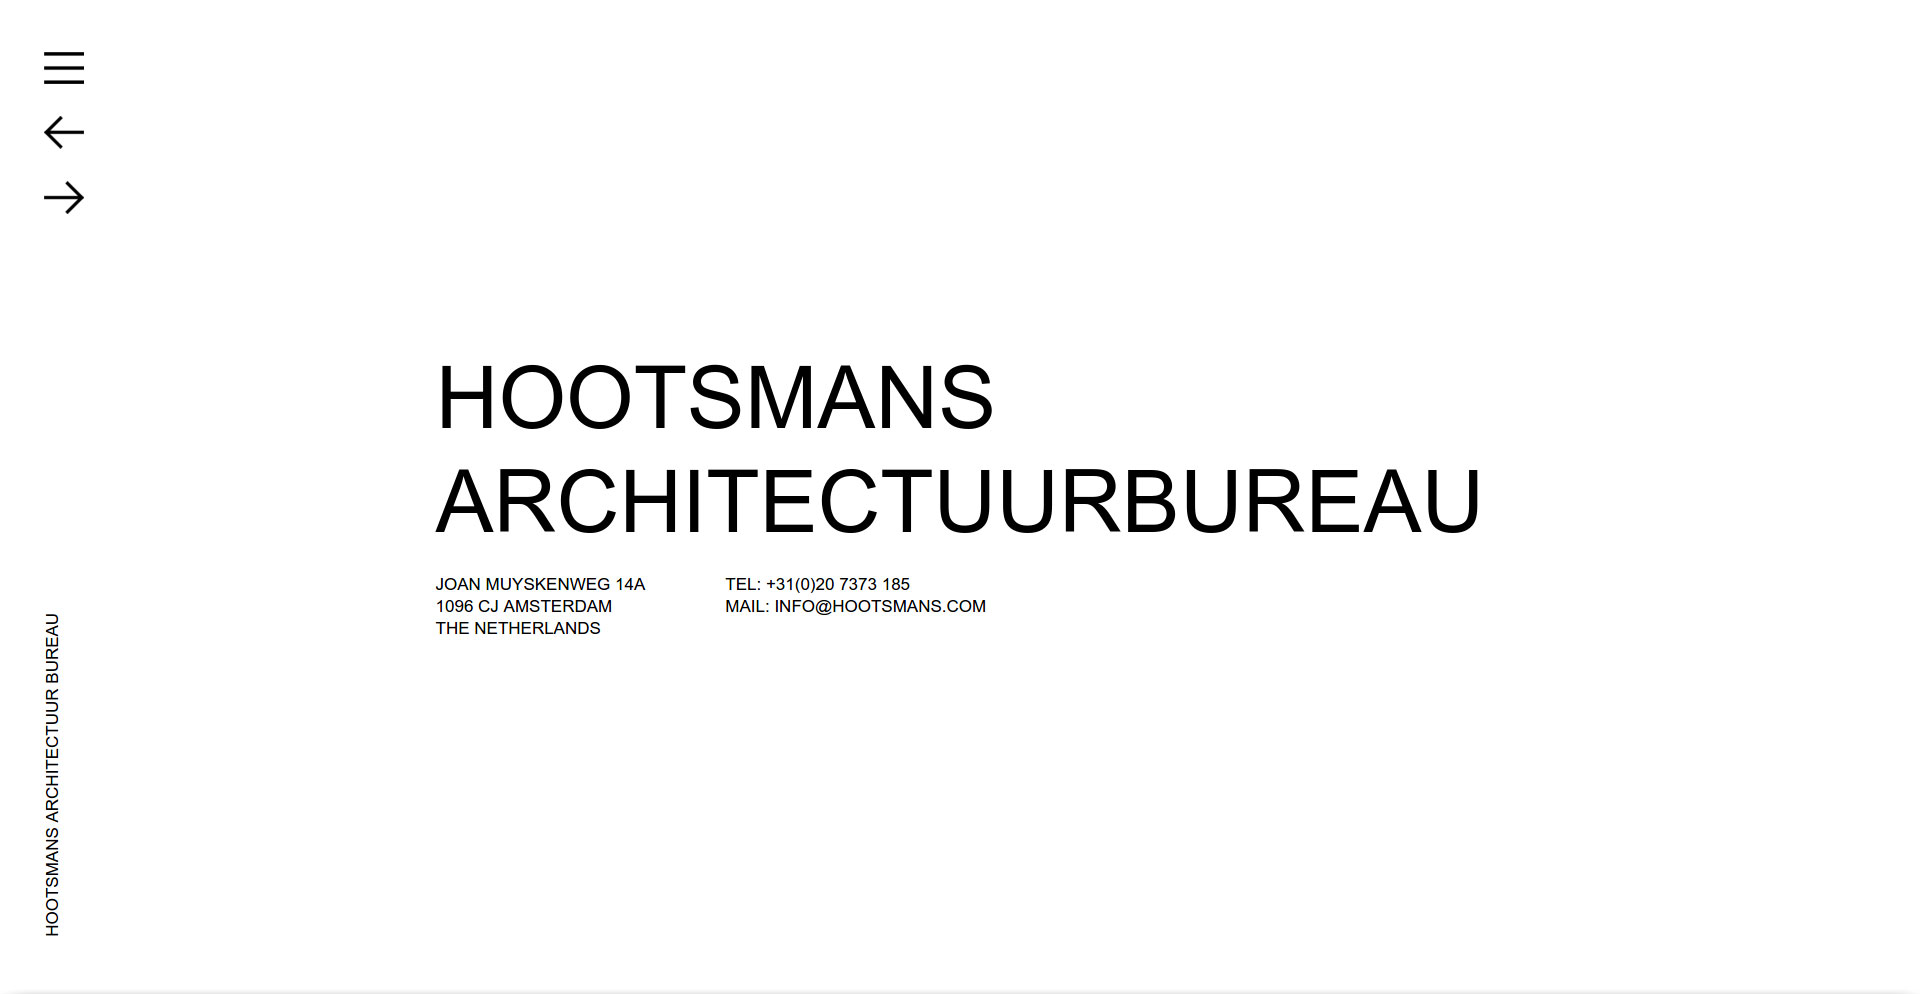 HOOTSMANS
ARCHITECTUURBUREAU
JOAN MUYSKENWEG 14A
1096 CJ AMSTERDAM
THE NETHERLANDS
TEL: +31(0)20 7373 185
MAIL: INFO@HOOTSMANS.COM
HOOTSMANS ARCHITECTUUR BUREAU